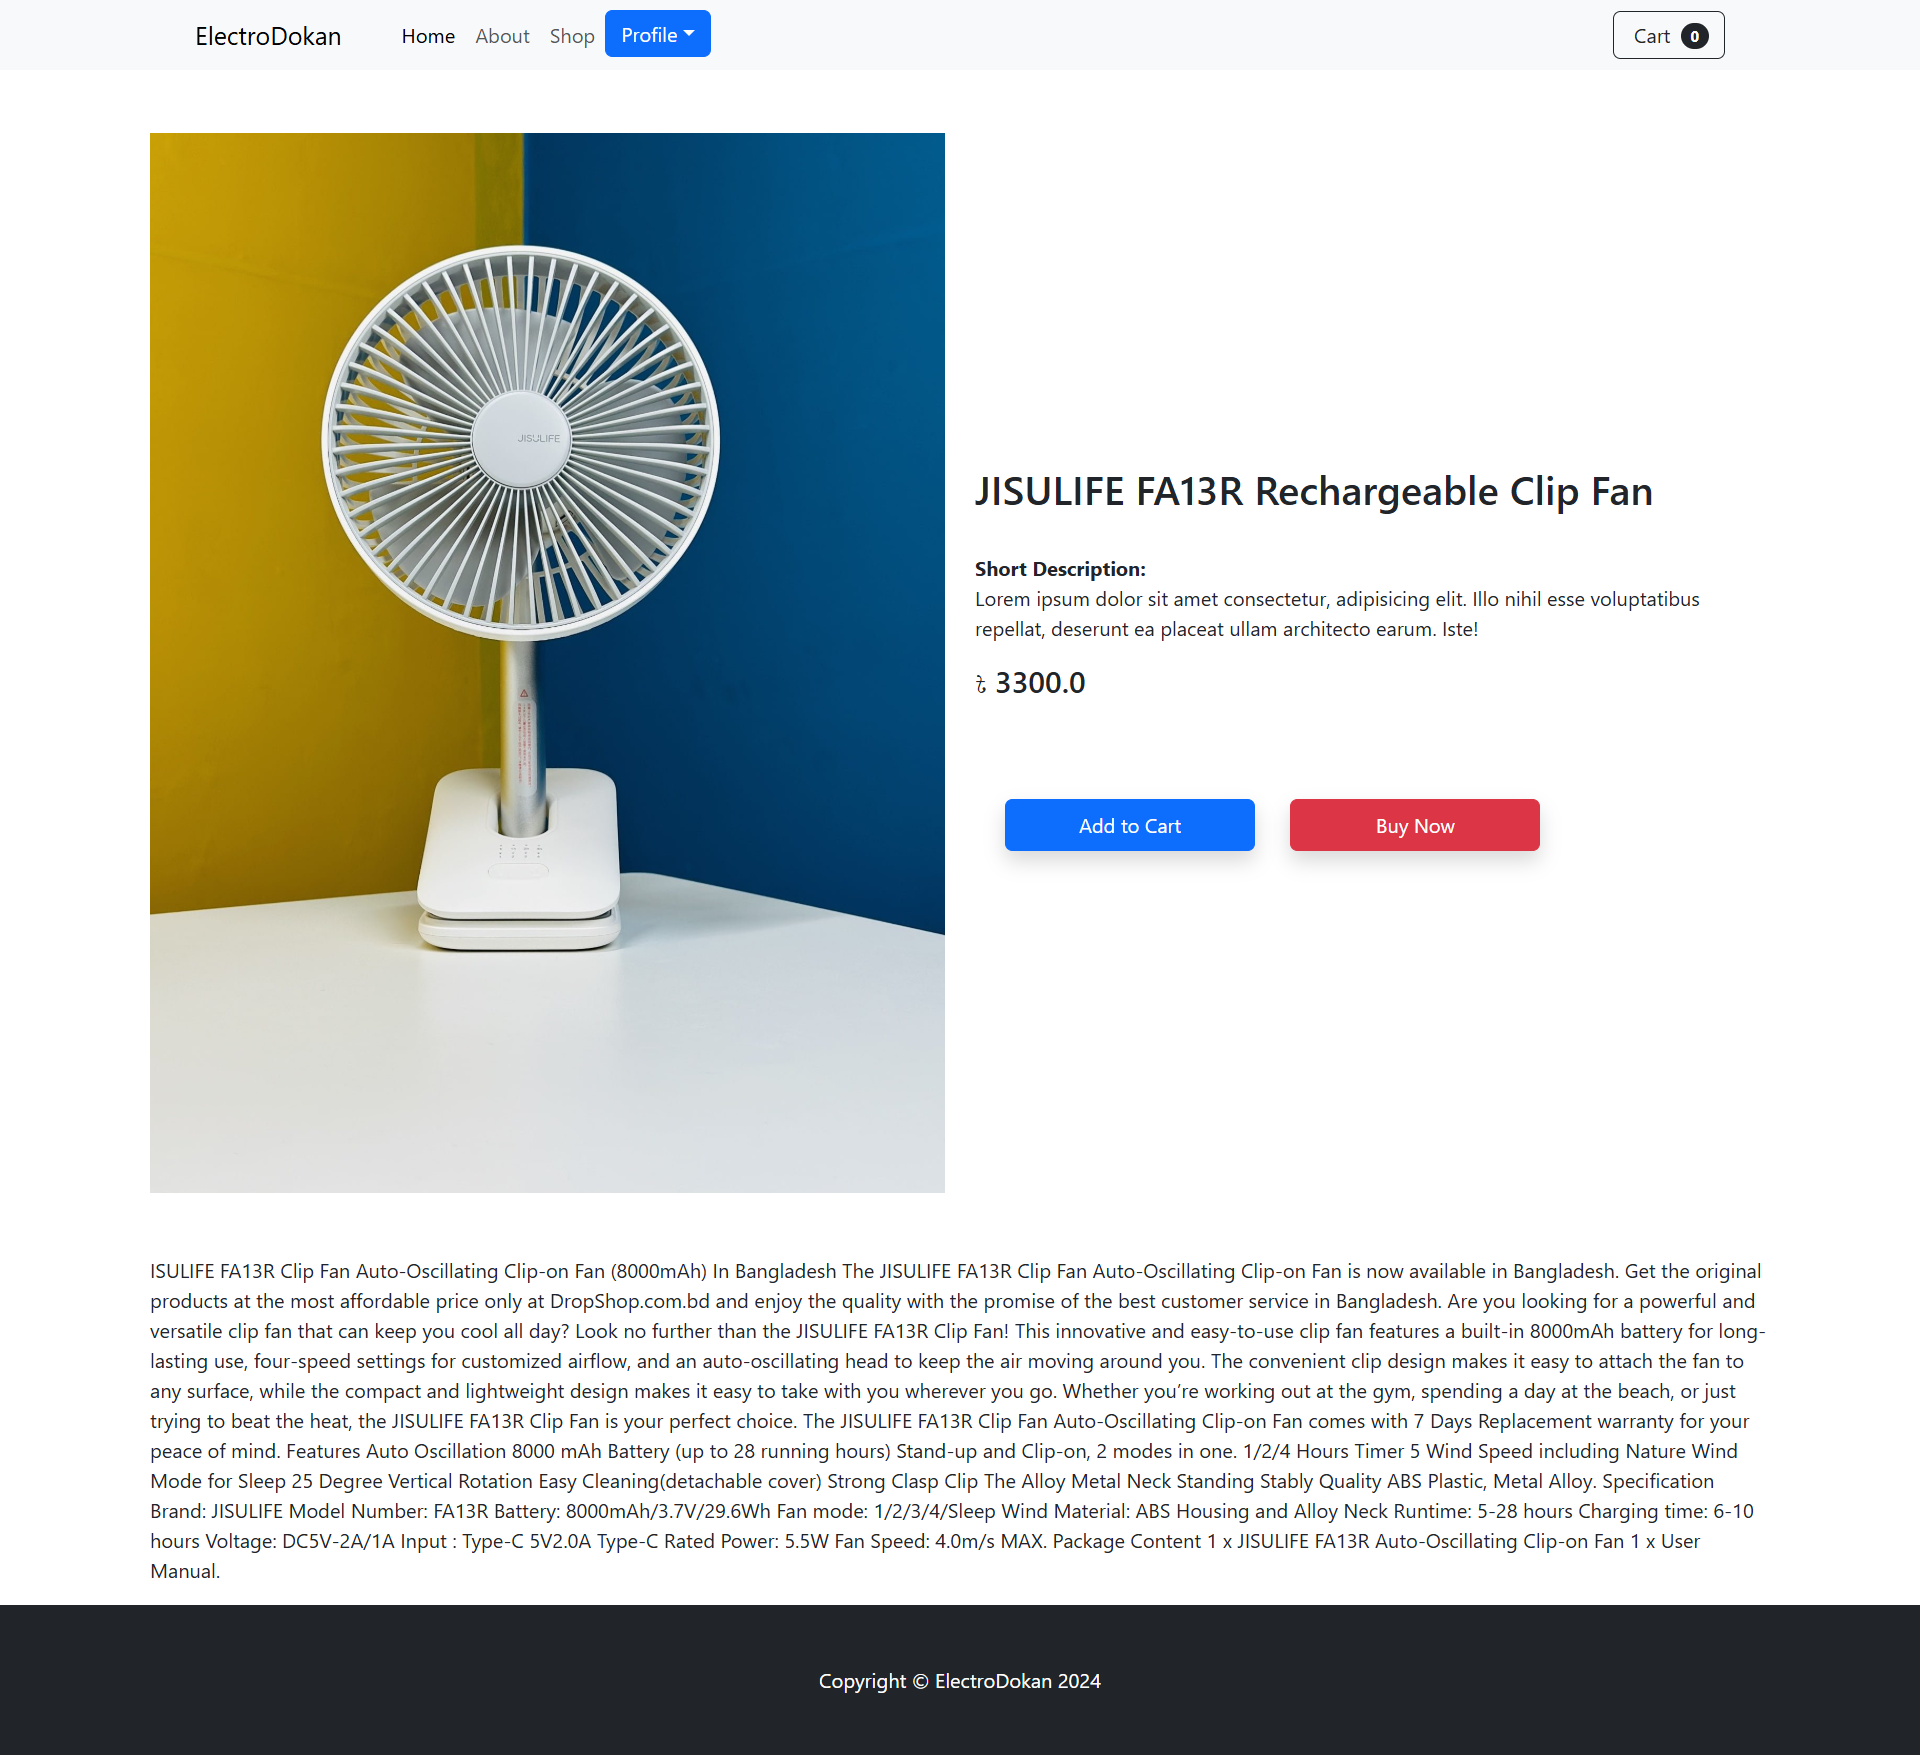 ElectroDokan Home About Shop Profile Cart 0
JISULIFE
JISULIFE FA13R Rechargeable Clip Fan
Short Description:
Lorem ipsum dolor sit amet consectetur, adipisicing elit. Illo nihil esse voluptatibus
repellat, deserunt ea placeat ullam architecto earum. Iste!
৳ 3300.0
Add to Cart Buy Now
ISULIFE FA13R Clip Fan Auto-Oscillating Clip-on Fan (8000mAh) In Bangladesh The JISULIFE FA13R Clip Fan Auto-Oscillating Clip-on Fan is now available in Bangladesh. Get the original
products at the most affordable price only at DropShop.com.bd and enjoy the quality with the promise of the best customer service in Bangladesh. Are you looking for a powerful and
versatile clip fan that can keep you cool all day? Look no further than the JISULIFE FA13R Clip Fan! This innovative and easy-to-use clip fan features a built-in 8000mAh battery for long-
lasting use, four-speed settings for customized airflow, and an auto-oscillating head to keep the air moving around you. The convenient clip design makes it easy to attach the fan to
any surface, while the compact and lightweight design makes it easy to take with you wherever you go. Whether you’re working out at the gym, spending a day at the beach, or just
trying to beat the heat, the JISULIFE FA13R Clip Fan is your perfect choice. The JISULIFE FA13R Clip Fan Auto-Oscillating Clip-on Fan comes with 7 Days Replacement warranty for your
peace of mind. Features Auto Oscillation 8000 mAh Battery (up to 28 running hours) Stand-up and Clip-on, 2 modes in one. 1/2/4 Hours Timer 5 Wind Speed including Nature Wind
Mode for Sleep 25 Degree Vertical Rotation Easy Cleaning(detachable cover) Strong Clasp Clip The Alloy Metal Neck Standing Stably Quality ABS Plastic, Metal Alloy. Specification
Brand: JISULIFE Model Number: FA13R Battery: 8000mAh/3.7V/29.6Wh Fan mode: 1/2/3/4/Sleep Wind Material: ABS Housing and Alloy Neck Runtime: 5-28 hours Charging time: 6-10
hours Voltage: DC5V-2A/1A Input : Type-C 5V2.0A Type-C Rated Power: 5.5W Fan Speed: 4.0m/s MAX. Package Content 1 x JISULIFE FA13R Auto-Oscillating Clip-on Fan 1 x User
Manual.
Copyright © ElectroDokan 2024